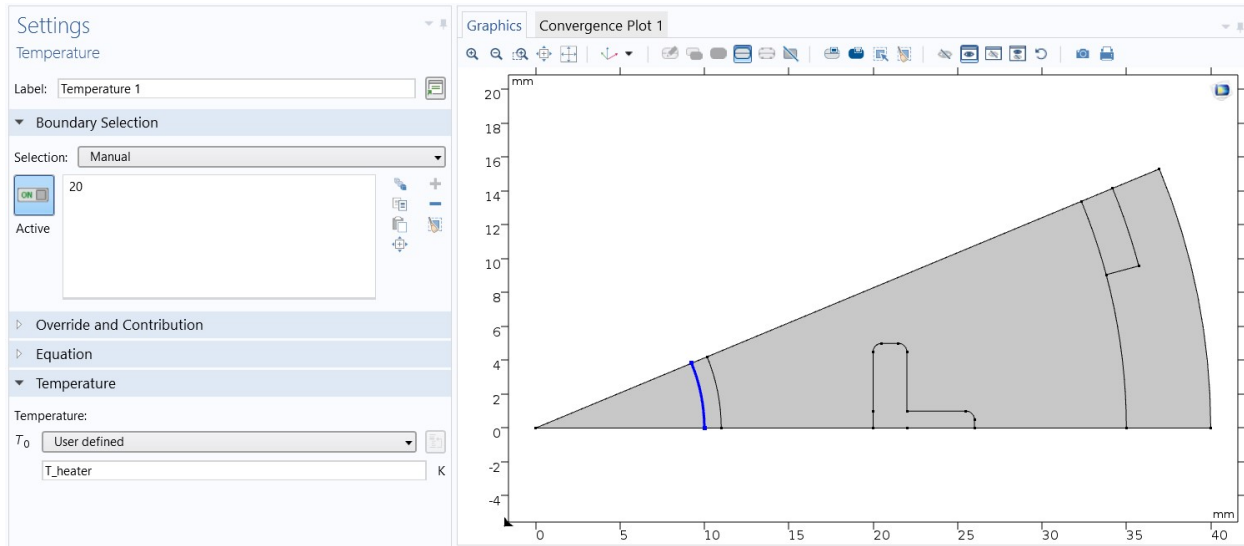 Settings
Temperature
Label: Temperature 1
Boundary Selection
Selection: Manual
ON
20
Active
Override and Contribution
Equation
Temperature
Temperature:
T0 User defined
T_heater K
Graphics Convergence Plot 1
mm
20
18
16
14
12
10
8
6
4
2
0
-2
-4
mm
0 5 10 15 20 25 30 35 40